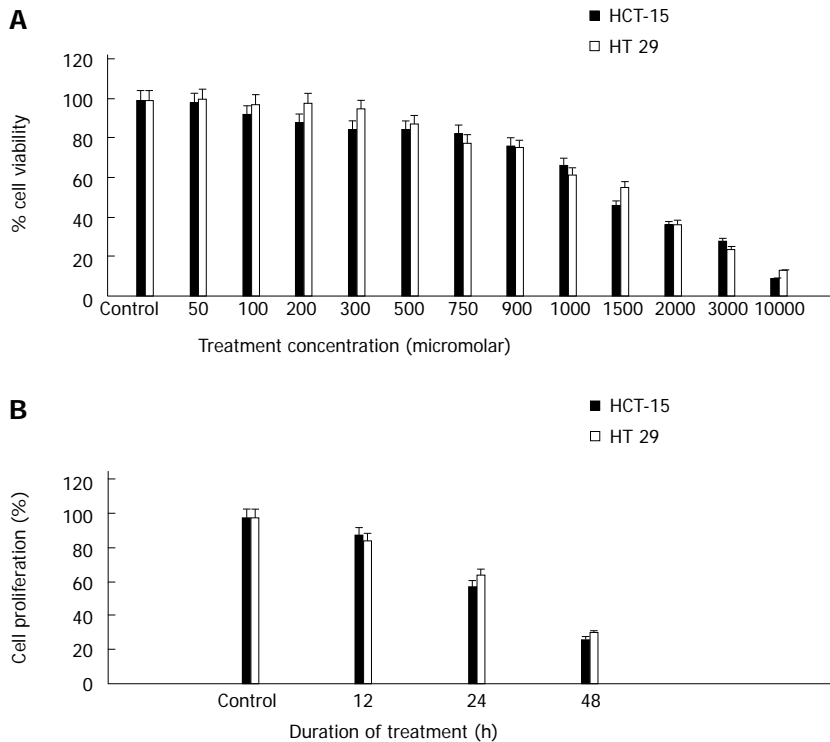 A
HCT-15
HT 29
120
100
80
60
40
20
0
% cell viability
Control 50 100 200 300 500 750 900 1000 1500 2000 3000 10000
Treatment concentration (micromolar)
B
HCT-15
HT 29
120
100
80
60
40
20
0
Cell proliferation (%)
Control 12 24 48
Duration of treatment (h)